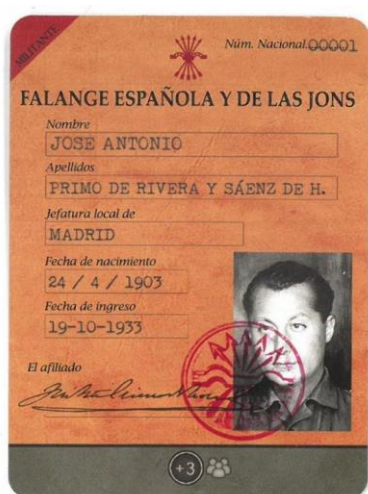 MILITANTE
Núm. Nacional.00001
FALANGE ESPAÑOLA Y DE LAS JONS
Nombre
JOSE ANTONIO
Apellidos
PRIMO DE RIVERA Y SÁENZ DE H.
Jefatura local de
MADRID
Fecha de nacimiento
24 / 4 / 1903
Fecha de ingreso
19-10-1933
El afiliado
+3